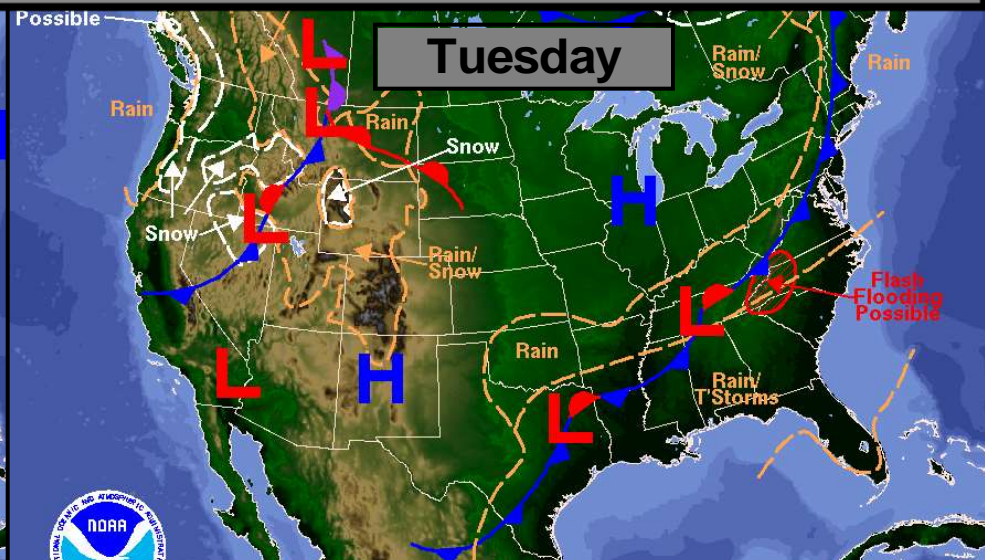 Possible
Tuesday
Rain/
Snow
Rain
Rain
L
L
Rain
Snow
H
L
Snow
Rain/
Snow
Flash
Flooding
Possible
L
Rain
L
H
Rain/
T'Storms
L
NOAA